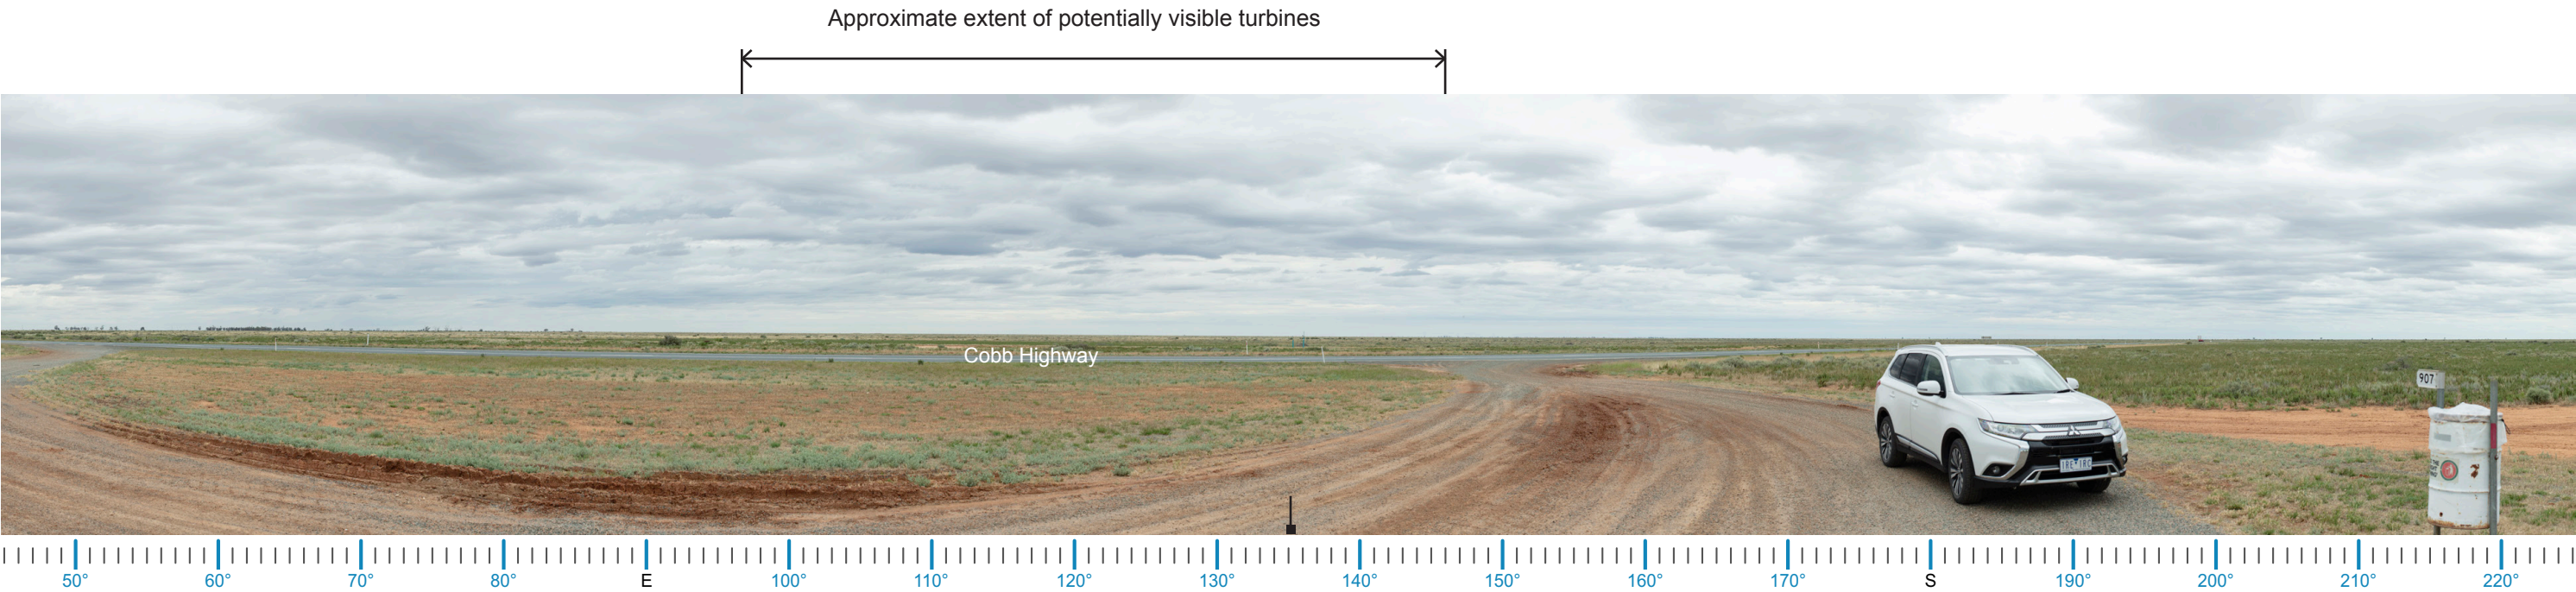 Approximate extent of potentially visible turbines
Cobb Highway
907
50° 60° 70° 80° E 100° 110° 120° 130° 140° 150° 160° 170° S 190° 200° 210° 220°